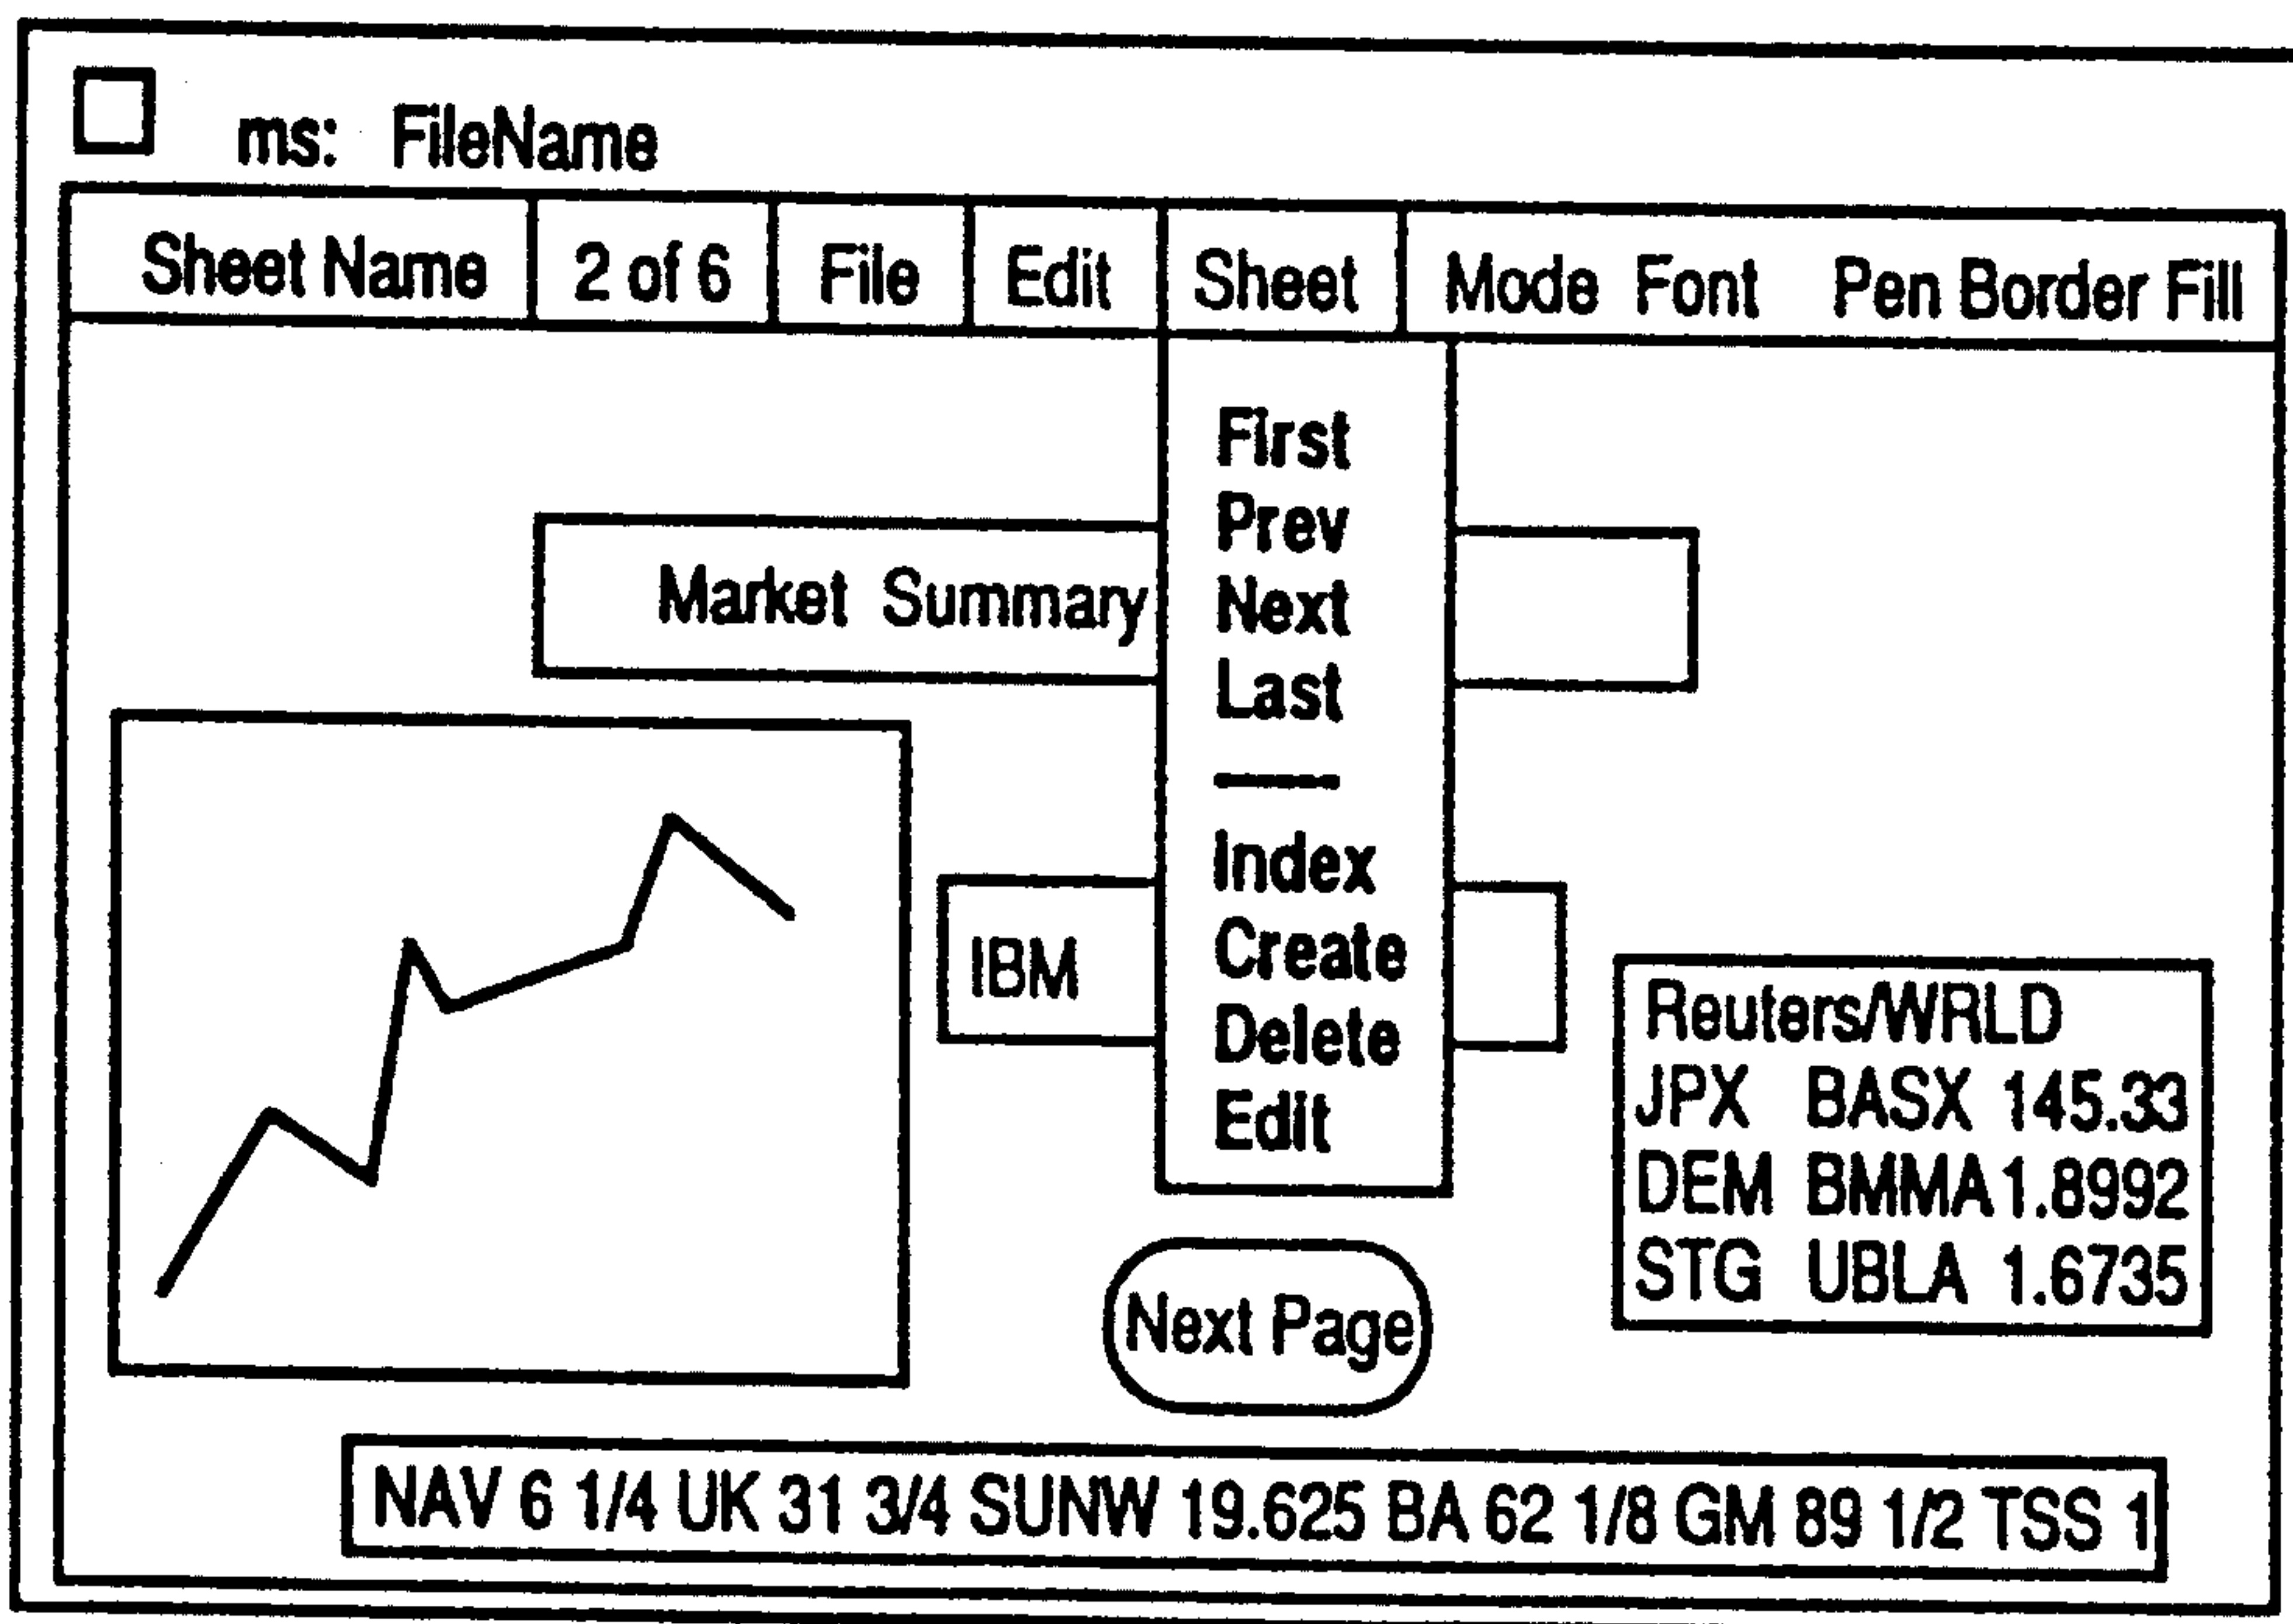 ms: FileName
Sheet Name 2 of 6 File Edit Sheet Mode Font Pen Border Fill
First
Prev
Next
Last
Index
Create
Delete
Edit
Market Summary
IBM
Reuters/WRLD
JPX BASX 145.33
DEM BMMA 1.8992
STG UBLA 1.6735
Next Page
NAV 6 1/4 UK 31 3/4 SUNW 19.625 BA 62 1/8 GM 89 1/2 TSS 1